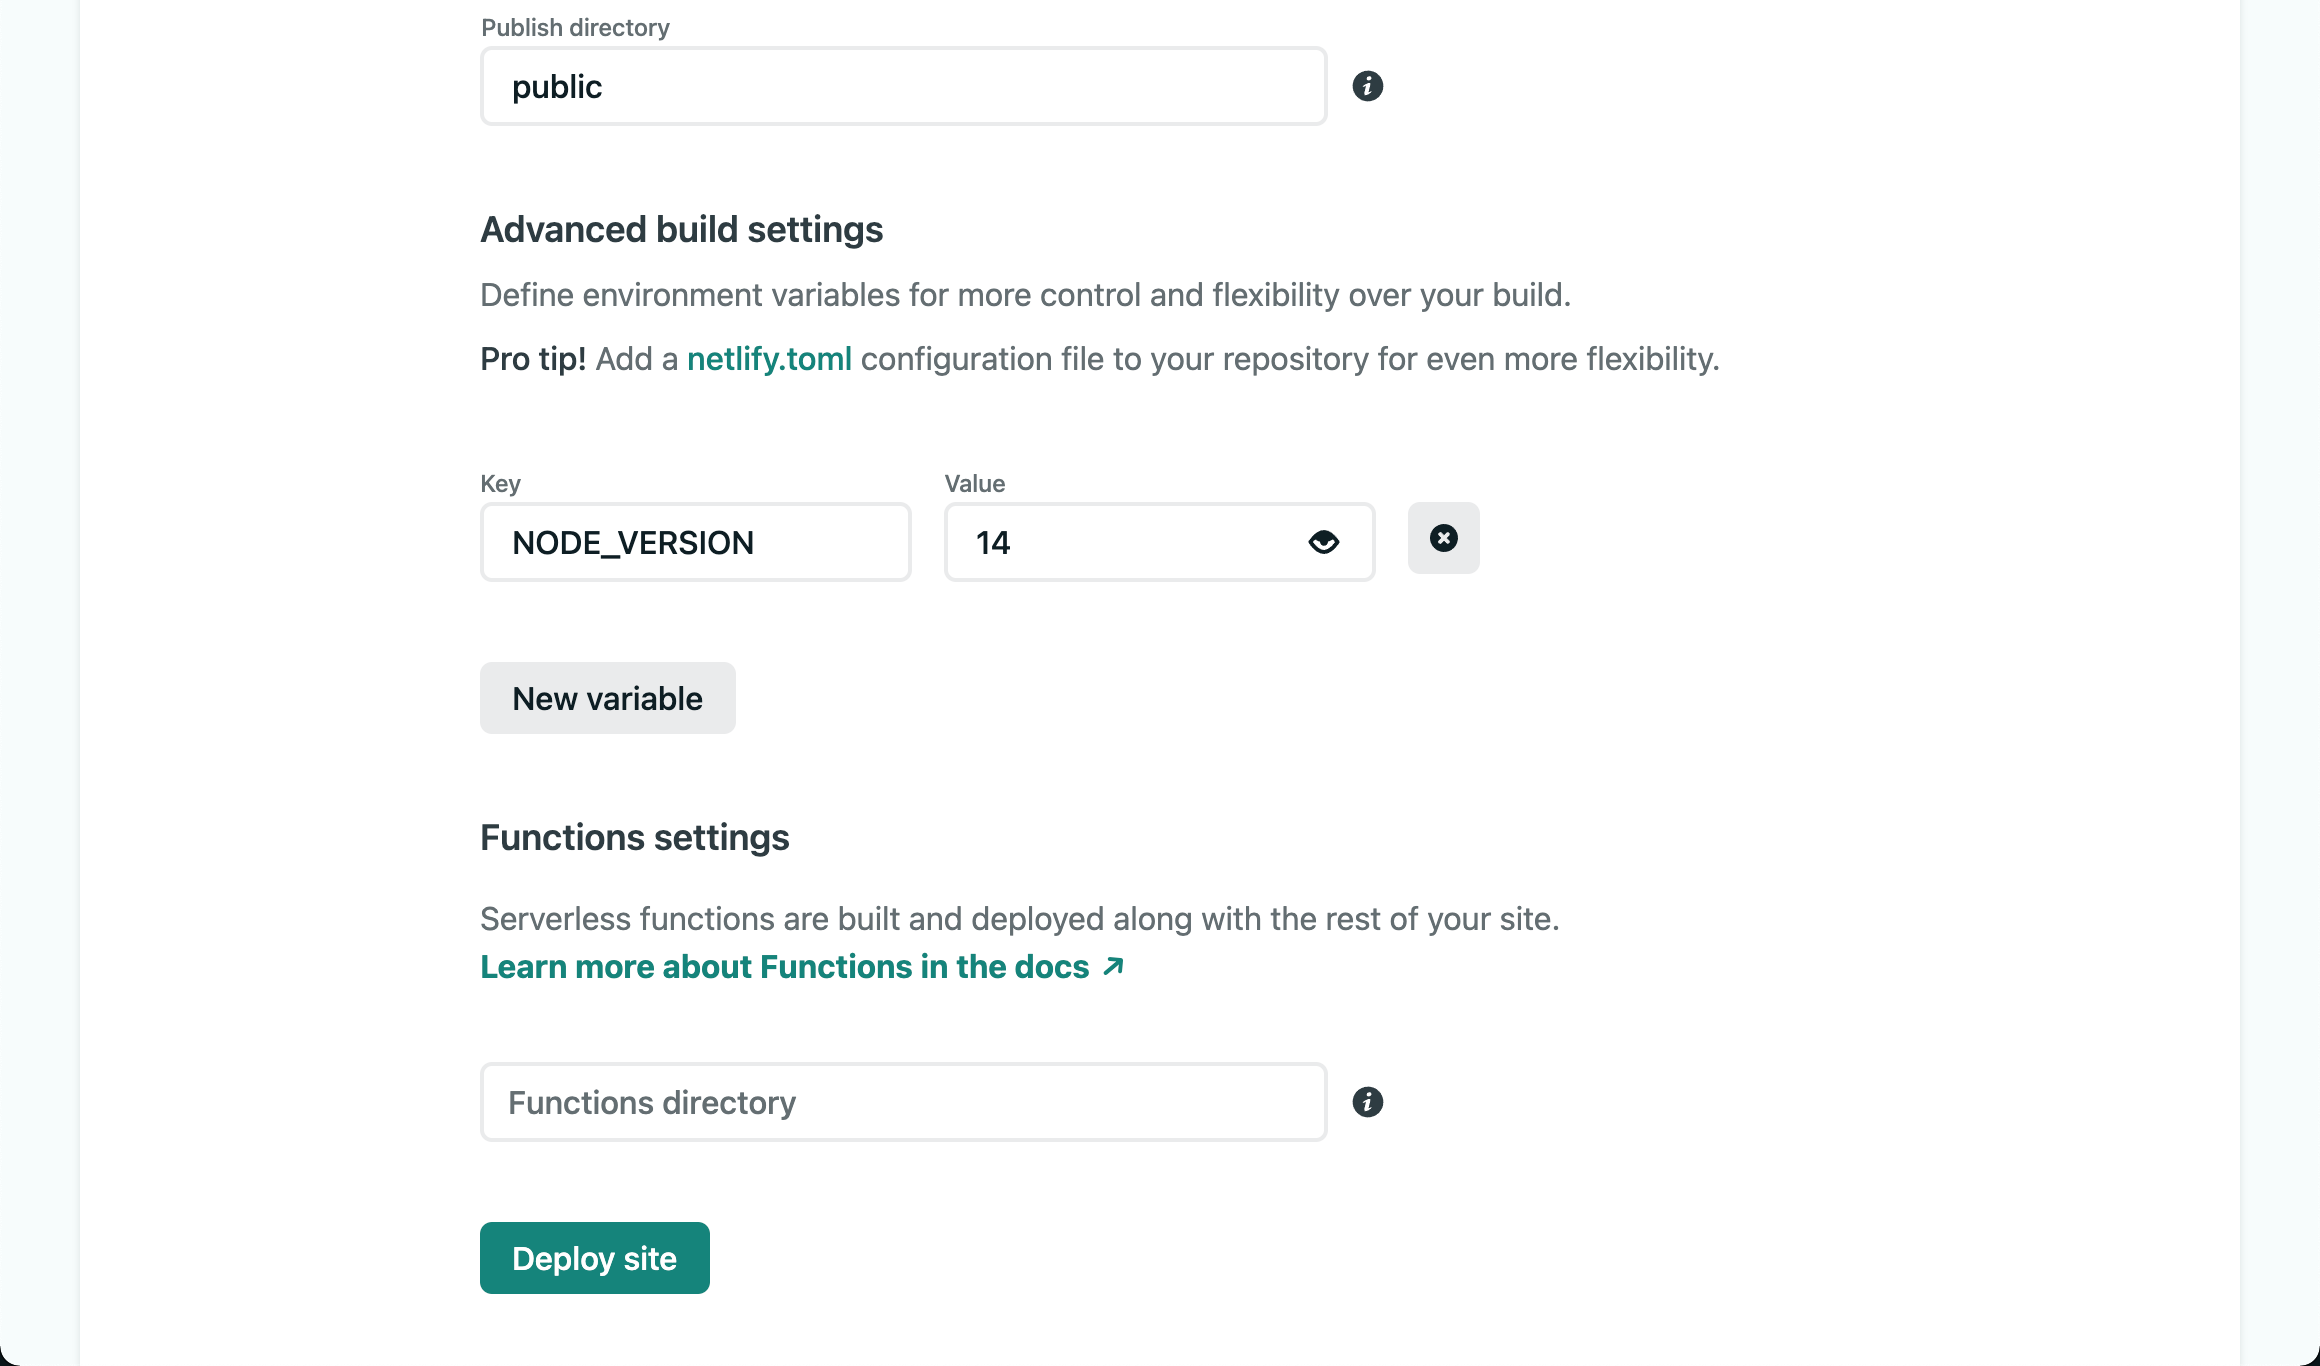 Publish directory
public
Advanced build settings
Define environment variables for more control and flexibility over your build.
Pro tip! Add a netlify.toml configuration file to your repository for even more flexibility.
Key Value
NODE_VERSION 14
New variable
Functions settings
Serverless functions are built and deployed along with the rest of your site.
Learn more about Functions in the docs
Functions directory
Deploy site